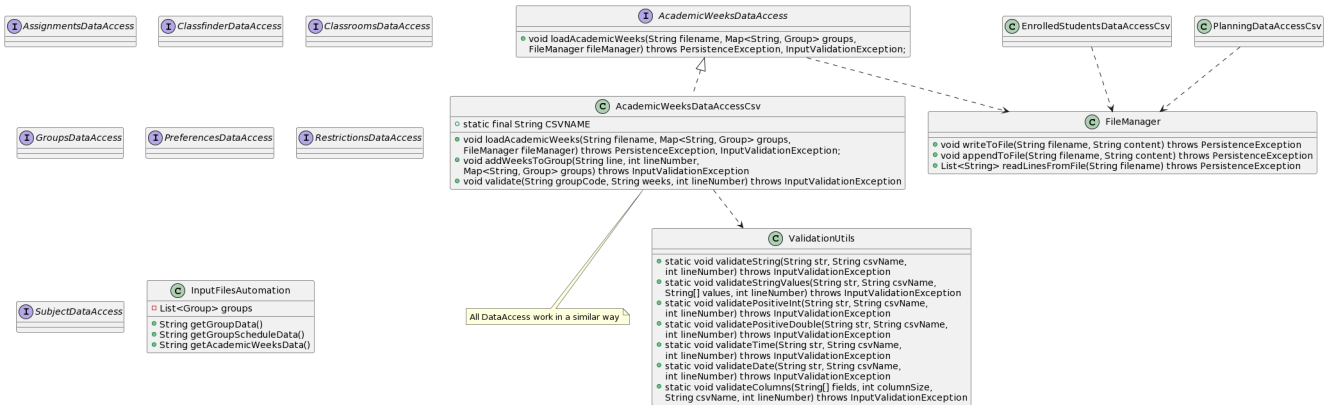 I AssignmentsDataAccess
I ClassfinderDataAccess
I ClassroomsDataAccess
I AcademicWeeksDataAccess
void loadAcademicWeeks(String filename, Map<String, Group> groups,
FileManager fileManager) throws PersistenceException, InputValidationException;
C EnrolledStudentsDataAccessCsv
C PlanningDataAccessCsv
I GroupsDataAccess
I PreferencesDataAccess
I RestrictionsDataAccess
C AcademicWeeksDataAccessCsv
static final String CSVNAME
void loadAcademicWeeks(String filename, Map<String, Group> groups,
FileManager fileManager) throws PersistenceException, InputValidationException;
void addWeeksToGroup(String line, int lineNumber,
Map<String, Group> groups) throws InputValidationException
void validate(String groupCode, String weeks, int lineNumber) throws InputValidationException
C FileManager
void writeToFile(String filename, String content) throws PersistenceException
void appendToFile(String filename, String content) throws PersistenceException
List<String> readLinesFromFile(String filename) throws PersistenceException
I SubjectDataAccess
C InputFilesAutomation
List<Group> groups
String getGroupData()
String getGroupScheduleData()
String getAcademicWeeksData()
All DataAccess work in a similar way
C ValidationUtils
static void validateString(String str, String csvName,
int lineNumber) throws InputValidationException
static void validateStringValues(String str, String csvName,
String[] values, int lineNumber) throws InputValidationException
static void validatePositiveInt(String str, String csvName,
int lineNumber) throws InputValidationException
static void validatePositiveDouble(String str, String csvName,
int lineNumber) throws InputValidationException
static void validateTime(String str, String csvName,
int lineNumber) throws InputValidationException
static void validateDate(String str, String csvName,
int lineNumber) throws InputValidationException
static void validateColumns(String[] fields, int columnSize,
String csvName, int lineNumber) throws InputValidationException